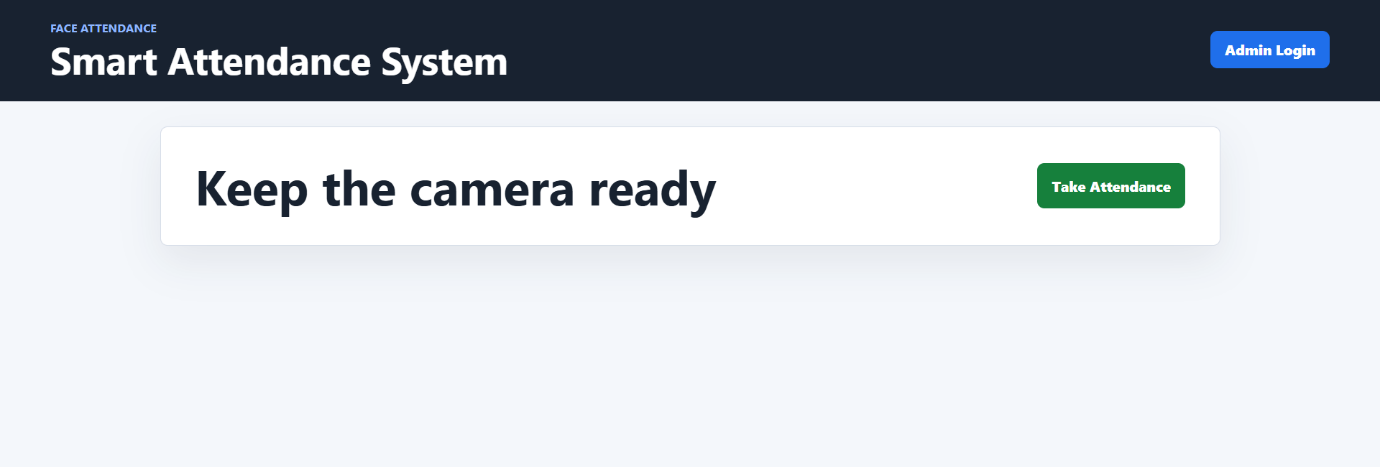 FACE ATTENDANCE
Smart Attendance System
Admin Login
Keep the camera ready
Take Attendance